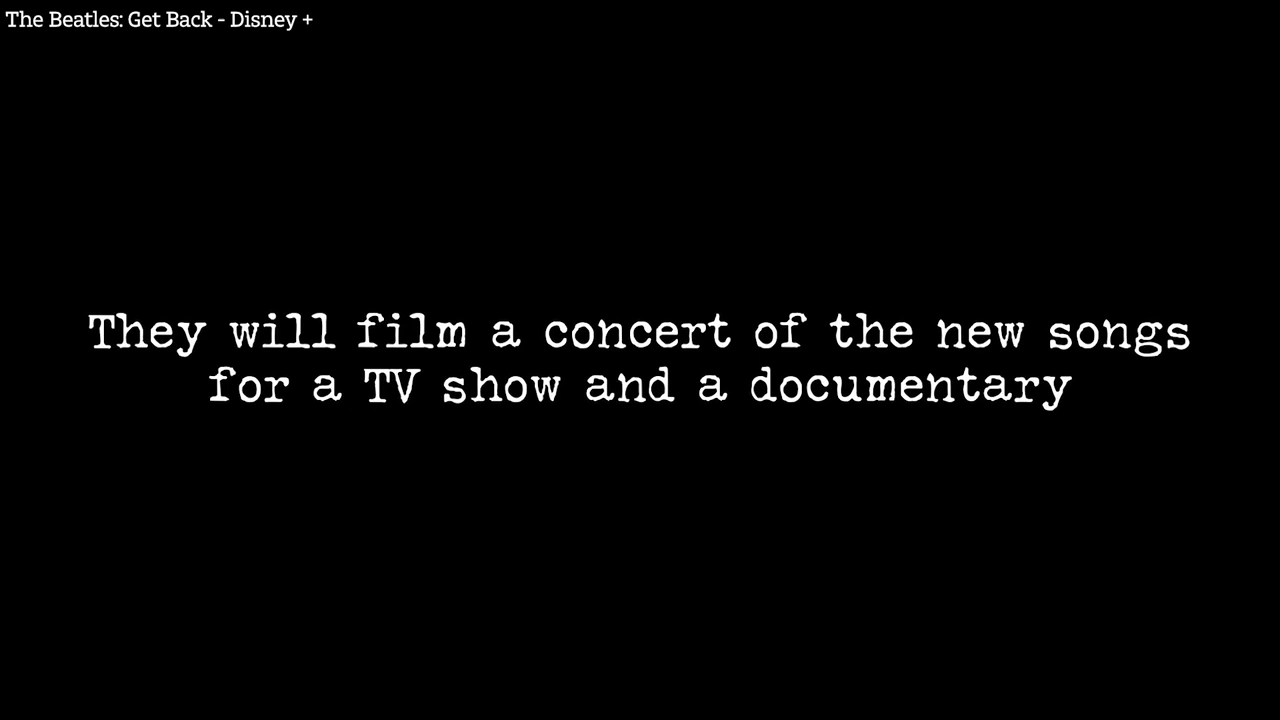 The Beatles: Get Back - Disney +
They will film a concert of the new songs
for a TV show and a documentary